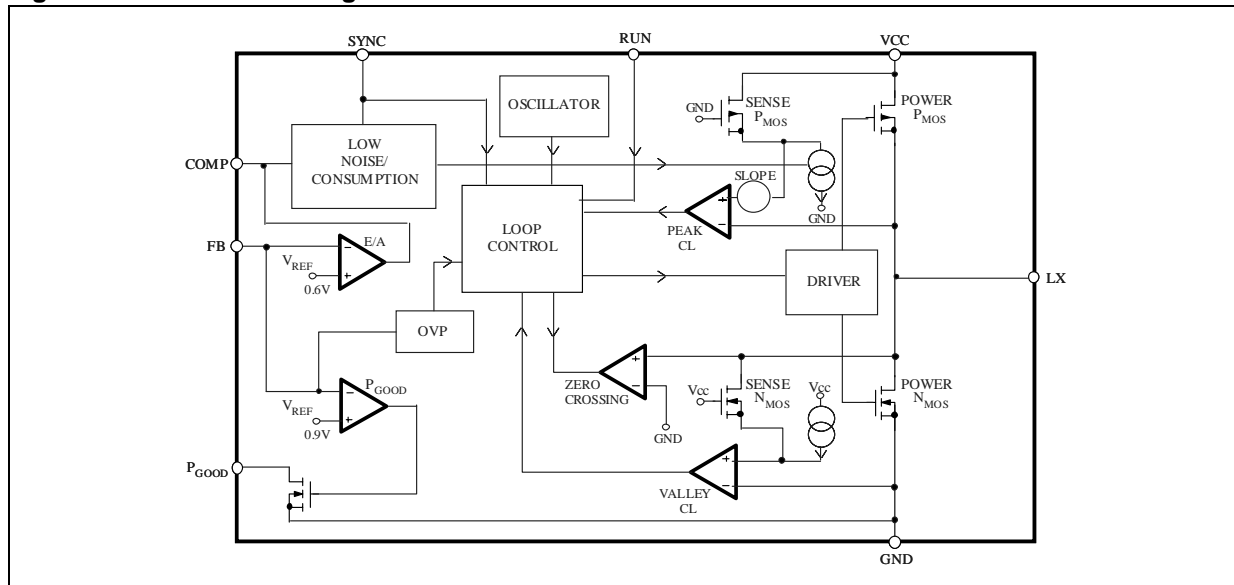 SYNC
RUN
VCC
OSCILLATOR
GND
SENSE
PMOS
POWER
PMOS
LOW
NOISE/
CONSUMPTION
COMP
SLOPE
GND
LOOP
CONTROL
PEAK
CL
FB
E/A
VREF
0.6V
DRIVER
LX
OVP
ZERO
CROSSING
GND
Vcc
SENSE
NMOS
Vcc
POWER
NMOS
PGOOD
VREF
0.9V
PGOOD
VALLEY
CL
GND